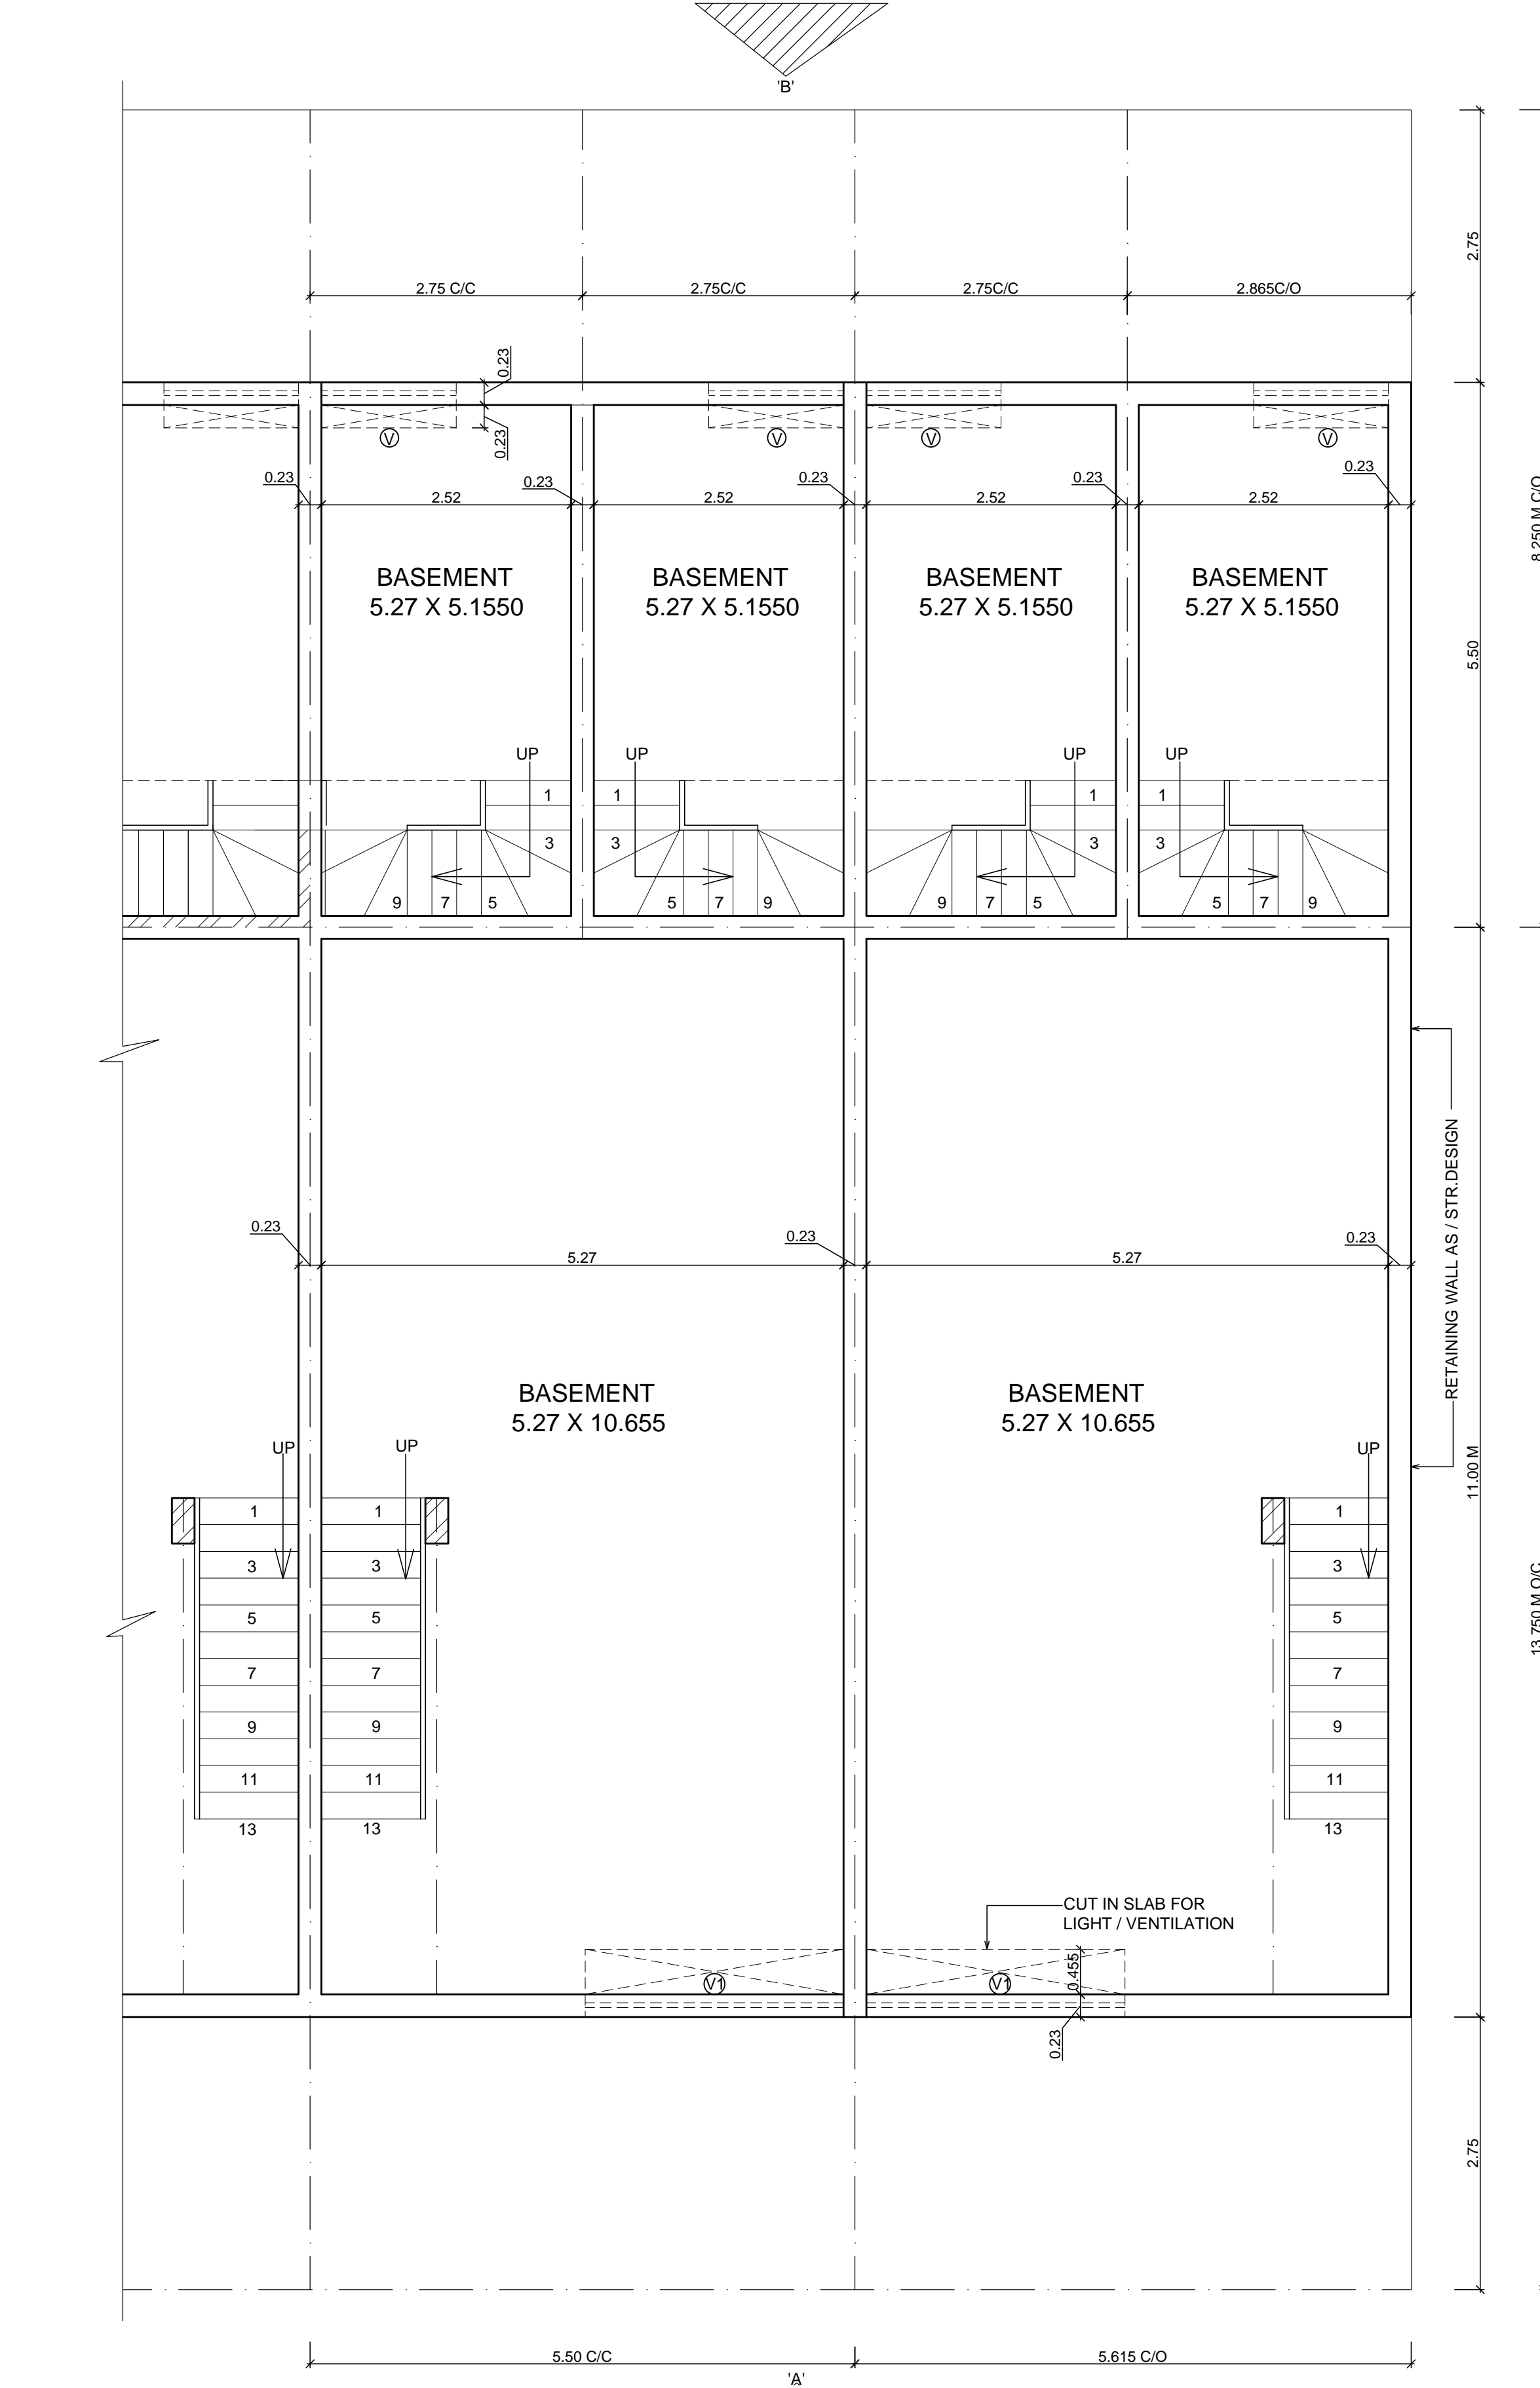 'B'
2.75
2.75 C/C
2.75C/C
2.75C/C
2.865C/O
0.23
0.23
V
V
V
V
0.23
0.23
0.23
0.23
0.23
2.52
2.52
2.52
2.52
8.250 M C/O
BASEMENT
5.27 X 5.1550
BASEMENT
5.27 X 5.1550
BASEMENT
5.27 X 5.1550
BASEMENT
5.27 X 5.1550
5.50
UP
UP
UP
UP
1
1
1
1
3
3
3
3
9
7
5
5
7
9
9
7
5
5
7
9
RETAINING WALL AS / STR.DESIGN
0.23
0.23
0.23
5.27
5.27
BASEMENT
5.27 X 10.655
BASEMENT
5.27 X 10.655
11.00 M
UP
UP
UP
1
1
1
3
3
3
5
5
5
7
7
7
9
9
9
11
11
11
13
13
13
13.750 M O/C
CUT IN SLAB FOR
LIGHT / VENTILATION
V1
V1
0.455
0.23
2.75
5.50 C/C
5.615 C/O
'A'